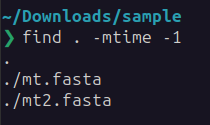 ~/Downloads/sample
❯ find . -mtime -1
.
./mt.fasta
./mt2.fasta